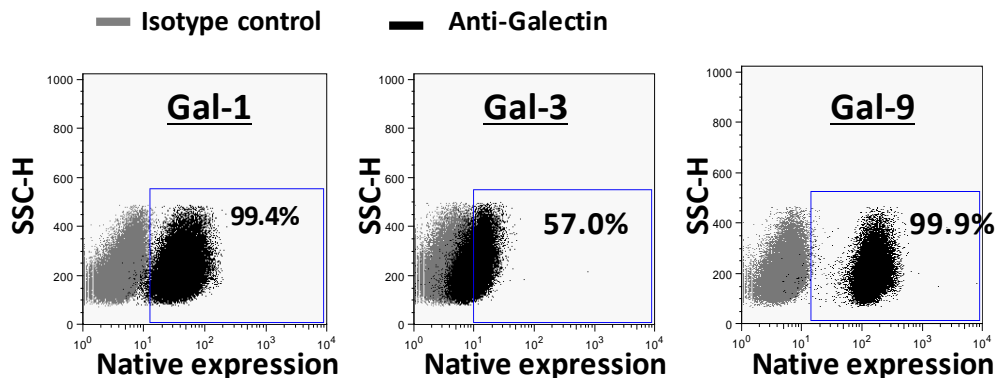 Isotype control
Anti-Galectin
Gal-1
SSC-H
1000
800
600
400
200
0
99.4%
10^0 10^1 10^2 10^3 10^4
Native expression
Gal-3
SSC-H
1000
800
600
400
200
0
57.0%
10^0 10^1 10^2 10^3 10^4
Native expression
Gal-9
SSC-H
1000
800
600
400
200
0
99.9%
10^0 10^1 10^2 10^3 10^4
Native expression